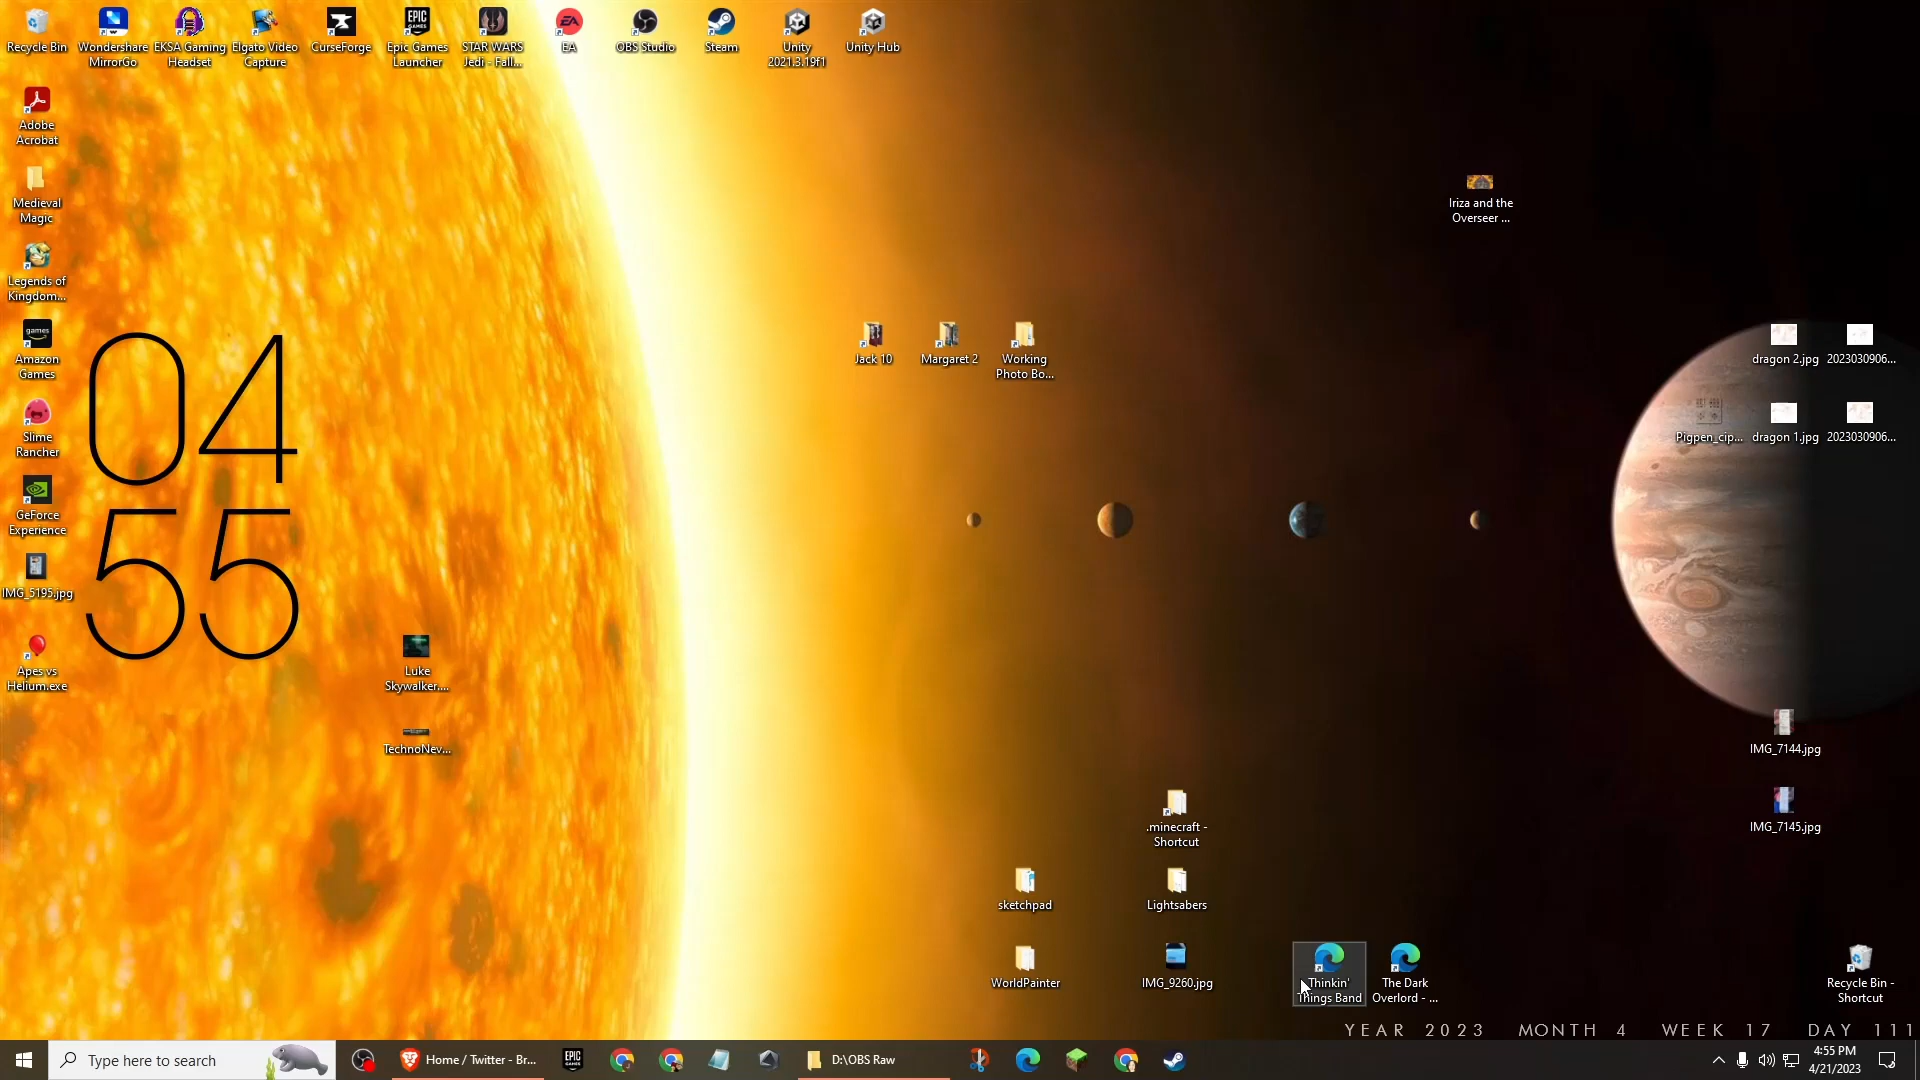 Recycle Bin
Wondershare
MirrorGo
EKSA Gaming
Headset
Elgato Video
Capture
CurseForge
EPIC
GAMES
Epic Games
Launcher
STAR WARS
Jedi - Fall...
EA
EA
OBS Studio
Steam
Unity
2021.3.19f1
Unity Hub
Adobe
Acrobat
Medieval
Magic
Iriza and the
Overseer ...
Legends of
Kingdom...
games
Amazon
Games
Jack 10
Margaret 2
Working
Photo Bo...
dragon 2.jpg
2023030906...
Slime
Rancher
Pigpen_cip...
dragon 1.jpg
2023030906...
04
55
GeForce
Experience
IMG_5195.jpg
Apes vs
Helium.exe
Luke
Skywalker....
TechnoNev...
IMG_7144.jpg
IMG_7145.jpg
.minecraft -
Shortcut
sketchpad
Lightsabers
WorldPainter
IMG_9260.jpg
Thinkin'
Things Band
The Dark
Overlord - ...
Recycle Bin -
Shortcut
YEAR 2023 MONTH 4 WEEK 17 DAY 111
Type here to search
Home / Twitter - Br...
EPIC
D:\OBS Raw
4:55 PM
4/21/2023